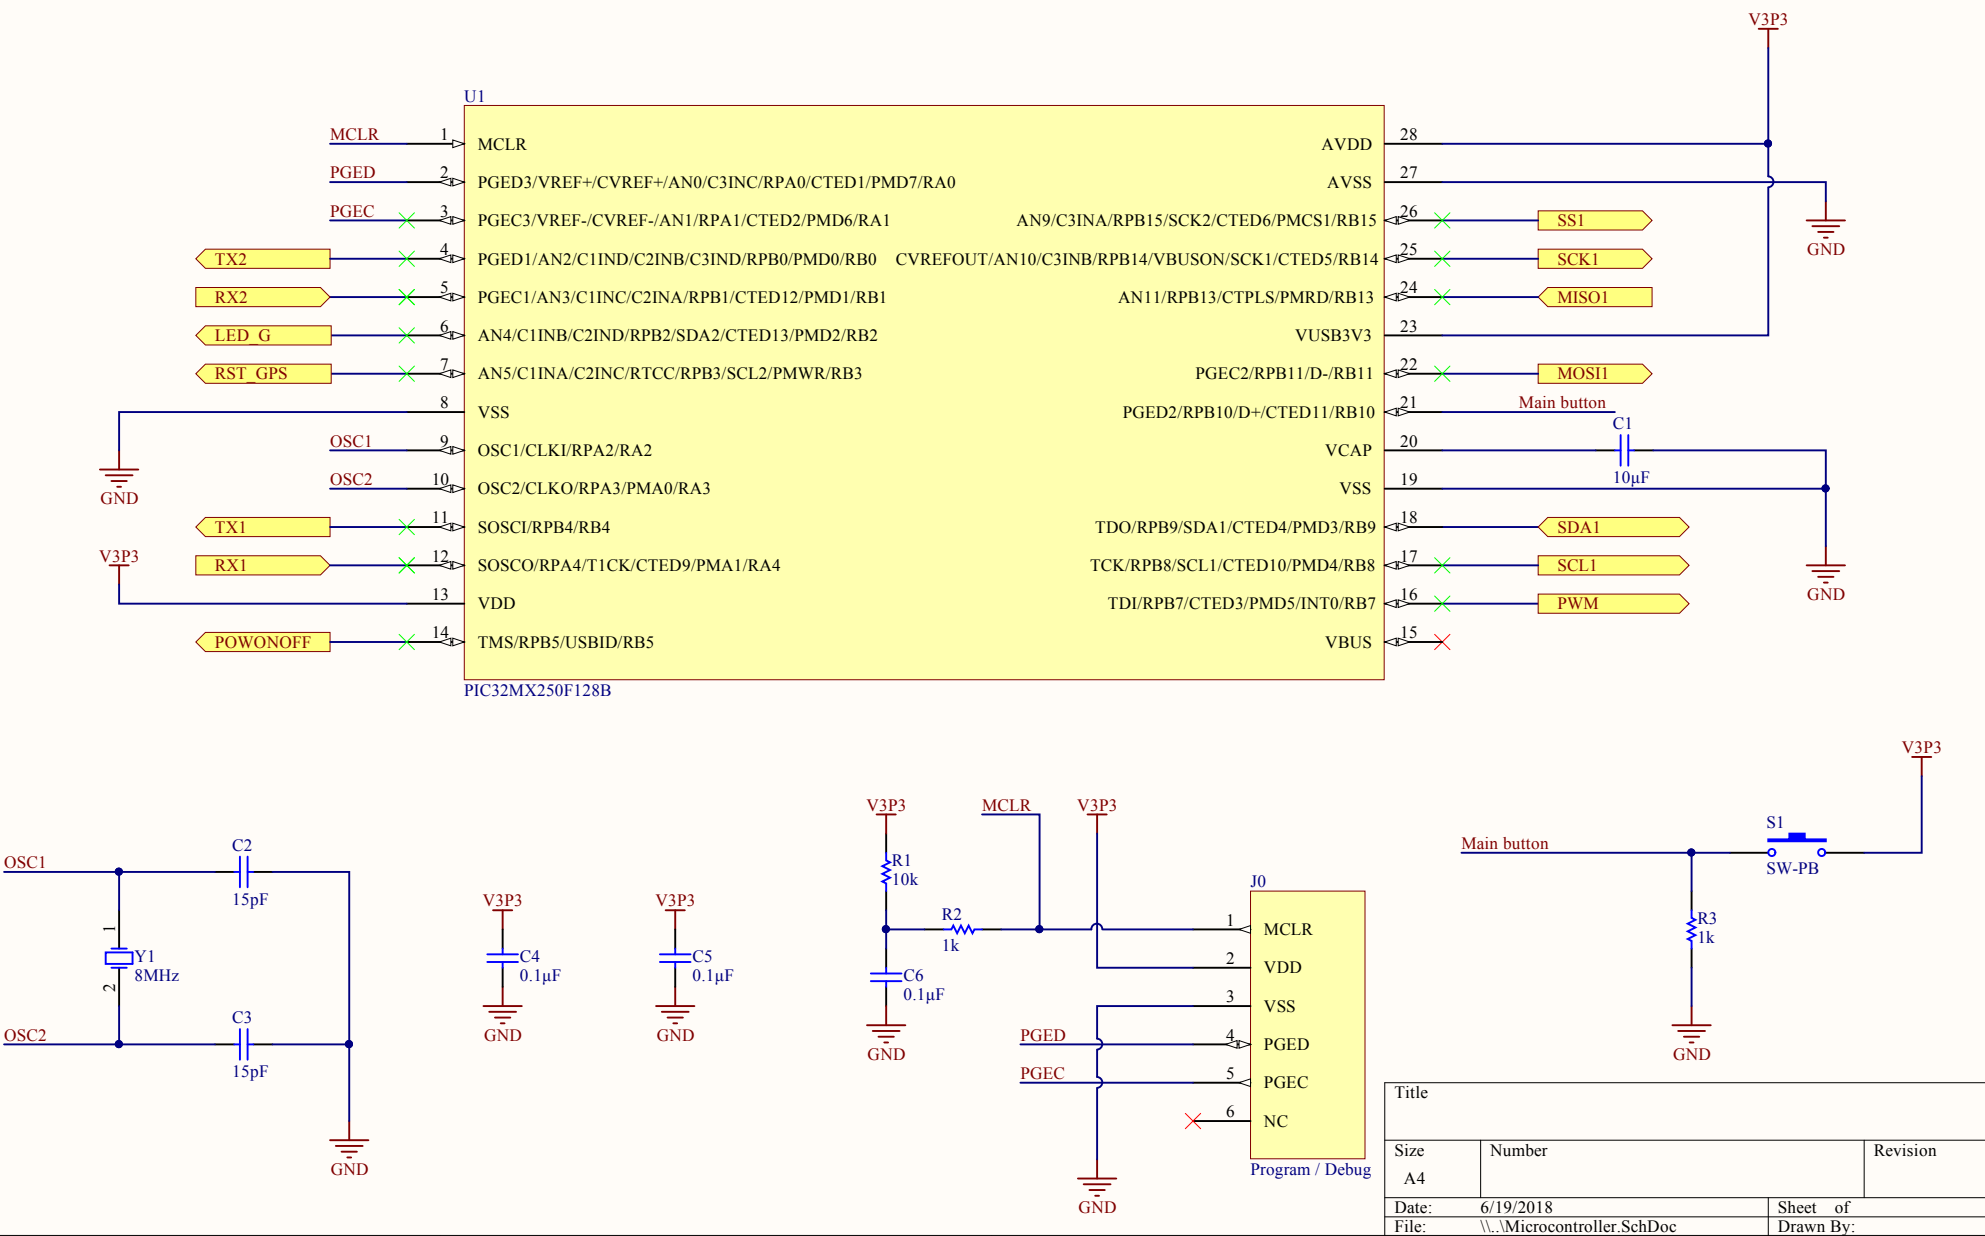 V3P3
U1
MCLR 1 MCLR
PGED 2 PGED3/VREF+/CVREF+/AN0/C3INC/RPA0/CTED1/PMD7/RA0
PGEC 3 PGEC3/VREF-/CVREF-/AN1/RPA1/CTED2/PMD6/RA1
TX2 4 PGED1/AN2/C1IND/C2INB/C3IND/RPB0/PMD0/RB0
RX2 5 PGEC1/AN3/C1INC/C2INA/RPB1/CTED12/PMD1/RB1
LED_G 6 AN4/C1INB/C2IND/RPB2/SDA2/CTED13/PMD2/RB2
RST_GPS 7 AN5/C1INA/C2INC/RTCC/RPB3/SCL2/PMWR/RB3
8 VSS
GND
OSC1 9 OSC1/CLKI/RPA2/RA2
OSC2 10 OSC2/CLKO/RPA3/PMA0/RA3
TX1 11 SOSCI/RPB4/RB4
V3P3
RX1 12 SOSCO/RPA4/T1CK/CTED9/PMA1/RA4
13 VDD
POWONOFF 14 TMS/RPB5/USBID/RB5
AVDD 28
AVSS 27
GND
AN9/C3INA/RPB15/SCK2/CTED6/PMCS1/RB15 26 SS1
CVREFOUT/AN10/C3INB/RPB14/VBUSON/SCK1/CTED5/RB14 25 SCK1
AN11/RPB13/CTPLS/PMRD/RB13 24 MISO1
VUSB3V3 23
PGEC2/RPB11/D-/RB11 22 MOSI1
PGED2/RPB10/D+/CTED11/RB10 21 Main button
VCAP 20
C1
10µF
VSS 19
TDO/RPB9/SDA1/CTED4/PMD3/RB9 18 SDA1
TCK/RPB8/SCL1/CTED10/PMD4/RB8 17 SCL1
TDI/RPB7/CTED3/PMD5/INT0/RB7 16 PWM
VBUS 15
GND
PIC32MX250F128B
OSC1
C2
15pF
1
Y1
8MHz
2
OSC2
C3
15pF
GND
V3P3
C4
0.1µF
GND
V3P3
C5
0.1µF
GND
V3P3
R1
10k
R2
1k
C6
0.1µF
GND
MCLR
V3P3
J0
1 MCLR
2 VDD
3 VSS
PGED 4 PGED
PGEC 5 PGEC
6 NC
Program / Debug
GND
V3P3
Main button
S1
SW-PB
R3
1k
GND
Title
Size Number Revision
A4
Date: 6/19/2018 Sheet of
File: \\..\Microcontroller.SchDoc Drawn By: